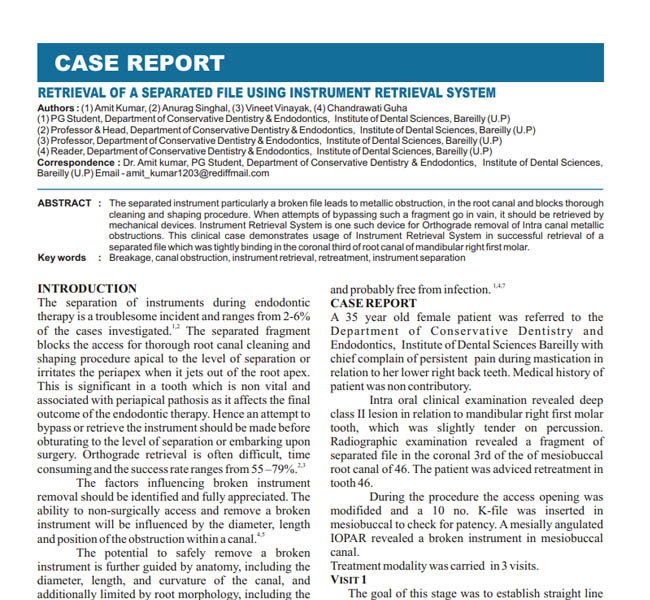 CASE REPORT
RETRIEVAL OF A SEPARATED FILE USING INSTRUMENT RETRIEVAL SYSTEM
Authors : (1) Amit Kumar, (2) Anurag Singhal, (3) Vineet Vinayak, (4) Chandrawati Guha
(1) PG Student, Department of Conservative Dentistry & Endodontics, Institute of Dental Sciences, Bareilly (U.P)
(2) Professor & Head, Department of Conservative Dentistry & Endodontics, Institute of Dental Sciences, Bareilly (U.P)
(3) Professor, Department of Conservative Dentistry & Endodontics, Institute of Dental Sciences, Bareilly (U.P)
(4) Reader, Department of Conservative Dentistry & Endodontics, Institute of Dental Sciences, Bareilly (U.P)
Correspondence : Dr. Amit kumar, PG Student, Department of Conservative Dentistry & Endodontics, Institute of Dental Sciences,
Bareilly (U.P) Email - amit_kumar1203@rediffmail.com
ABSTRACT : The separated instrument particularly a broken file leads to metallic obstruction, in the root canal and blocks thorough
cleaning and shaping procedure. When attempts of bypassing such a fragment go in vain, it should be retrieved by
mechanical devices. Instrument Retrieval System is one such device for Orthograde removal of Intra canal metallic
obstructions. This clinical case demonstrates usage of Instrument Retrieval System in successful retrieval of a
separated file which was tightly binding in the coronal third of root canal of mandibular right first molar.
Key words : Breakage, canal obstruction, instrument retrieval, retreatment, instrument separation
INTRODUCTION
The separation of instruments during endodontic
therapy is a troublesome incident and ranges from 2-6%
of the cases investigated.1,2 The separated fragment
blocks the access for thorough root canal cleaning and
shaping procedure apical to the level of separation or
irritates the periapex when it jets out of the root apex.
This is significant in a tooth which is non vital and
associated with periapical pathosis as it affects the final
outcome of the endodontic therapy. Hence an attempt to
bypass or retrieve the instrument should be made before
obturating to the level of separation or embarking upon
surgery. Orthograde retrieval is often difficult, time
consuming and the success rate ranges from 55 –79%.2,3
The factors influencing broken instrument
removal should be identified and fully appreciated. The
ability to non-surgically access and remove a broken
instrument will be influenced by the diameter, length
and position of the obstruction within a canal.4,5
The potential to safely remove a broken
instrument is further guided by anatomy, including the
diameter, length, and curvature of the canal, and
additionally limited by root morphology, including the
and probably free from infection. 1,4,7
CASE REPORT
A 35 year old female patient was referred to the
Department of Conservative Dentistry and
Endodontics, Institute of Dental Sciences Bareilly with
chief complain of persistent pain during mastication in
relation to her lower right back teeth. Medical history of
patient was non contributory.
Intra oral clinical examination revealed deep
class II lesion in relation to mandibular right first molar
tooth, which was slightly tender on percussion.
Radiographic examination revealed a fragment of
separated file in the coronal 3rd of the of mesiobuccal
root canal of 46. The patient was adviced retreatment in
tooth 46.
During the procedure the access opening was
modifided and a 10 no. K-file was inserted in
mesiobuccal to check for patency. A mesially angulated
IOPAR revealed a broken instrument in mesiobuccal
canal.
Treatment modality was carried in 3 visits.
VISIT 1
The goal of this stage was to establish straight line